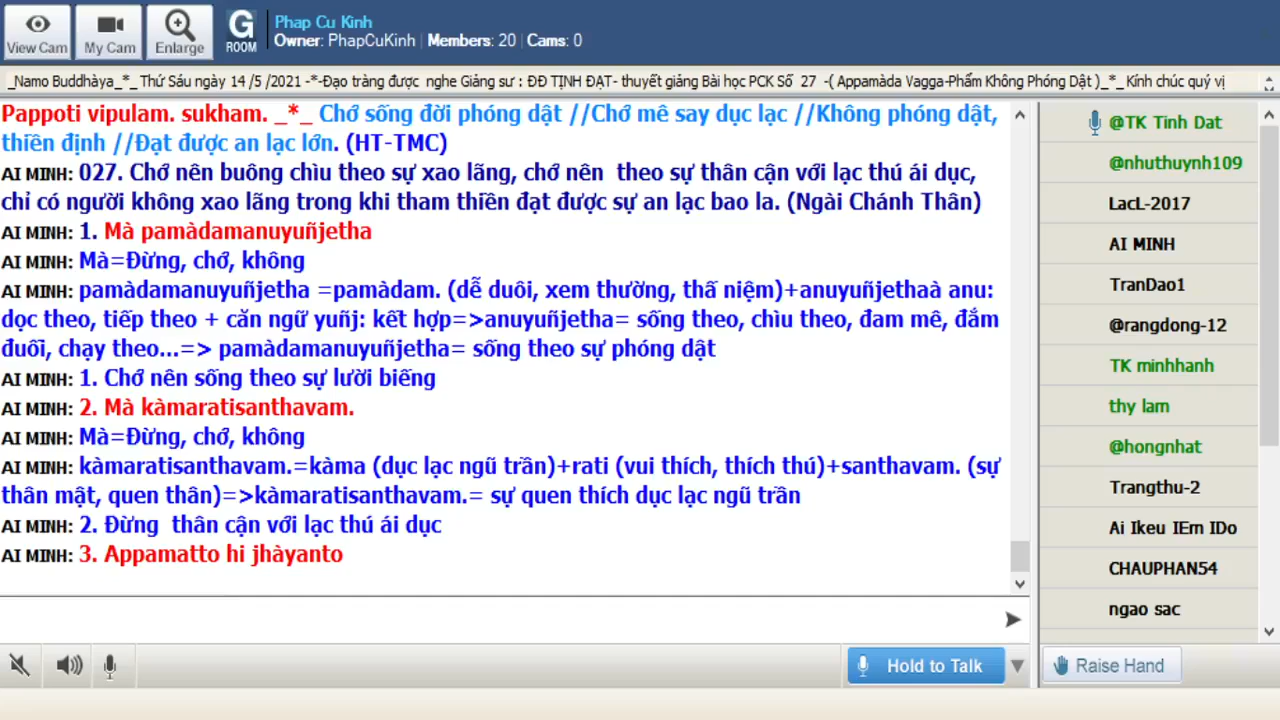 View Cam
My Cam
Enlarge
G
ROOM
Phap Cu Kinh
Owner: PhapCuKinh | Members: 20 | Cams: 0
_Namo Buddhàya_*_ Thứ Sáu ngày 14 /5 /2021 -*-Đạo tràng được nghe Giảng sư : ĐĐ TỊNH ĐẠT- thuyết giảng Bài học PCK Số 27 -( Appamàda Vagga-Phẩm Không Phóng Dật )_*_ Kính chúc quý vị
Pappoti vipulam. sukham. _*_ Chớ sống đời phóng dật //Chớ mê say dục lạc //Không phóng dật,
thiền định //Đạt được an lạc lớn. (HT-TMC)
AI MINH: 027. Chớ nên buông chìu theo sự xao lãng, chớ nên theo sự thân cận với lạc thú ái dục,
chỉ có người không xao lãng trong khi tham thiền đạt được sự an lạc bao la. (Ngài Chánh Thân)
AI MINH: 1. Mà pamàdamanuyuñjetha
AI MINH: Mà=Đừng, chớ, không
AI MINH: pamàdamanuyuñjetha =pamàdam. (dễ duôi, xem thường, thất niệm)+anuyuñjethaà anu:
dọc theo, tiếp theo + căn ngữ yuñj: kết hợp=>anuyuñjetha= sống theo, chìu theo, đam mê, đắm
đuối, chạy theo...=> pamàdamanuyuñjetha= sống theo sự phóng dật
AI MINH: 1. Chớ nên sống theo sự lười biếng
AI MINH: 2. Mà kàmaratisanthavam.
AI MINH: Mà=Đừng, chớ, không
AI MINH: kàmaratisanthavam.=kàma (dục lạc ngũ trần)+rati (vui thích, thích thú)+santhavam. (sự
thân mật, quen thân)=>kàmaratisanthavam.= sự quen thích dục lạc ngũ trần
AI MINH: 2. Đừng thân cận với lạc thú ái dục
AI MINH: 3. Appamatto hi jhàyanto
@TK Tinh Dat
@nhuthuynh109
LacL-2017
AI MINH
TranDao1
@rangdong-12
TK minhhanh
thy lam
@hongnhat
Trangthu-2
Ai Ikeu IEm IDo
CHAUPHAN54
ngao sac
Hold to Talk
Raise Hand